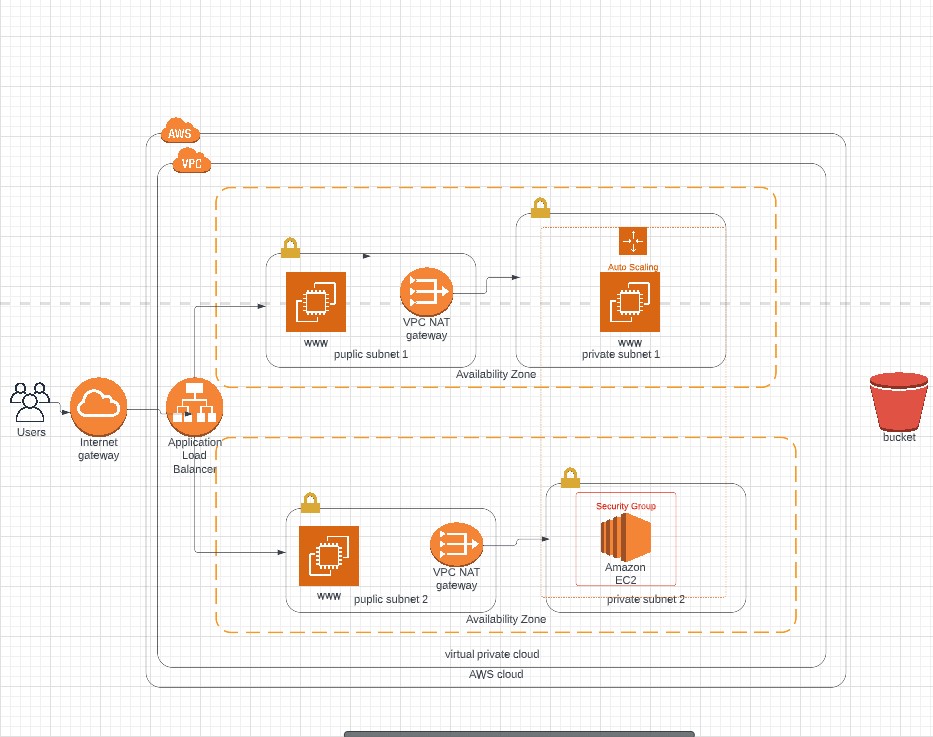 AWS
VPC
Auto Scaling
VPC NAT
gateway
www
www
puplic subnet 1
private subnet 1
Availability Zone
Users
Internet
gateway
Application
Load
Balancer
bucket
Security Group
Amazon
EC2
VPC NAT
gateway
www
puplic subnet 2
private subnet 2
Availability Zone
virtual private cloud
AWS cloud